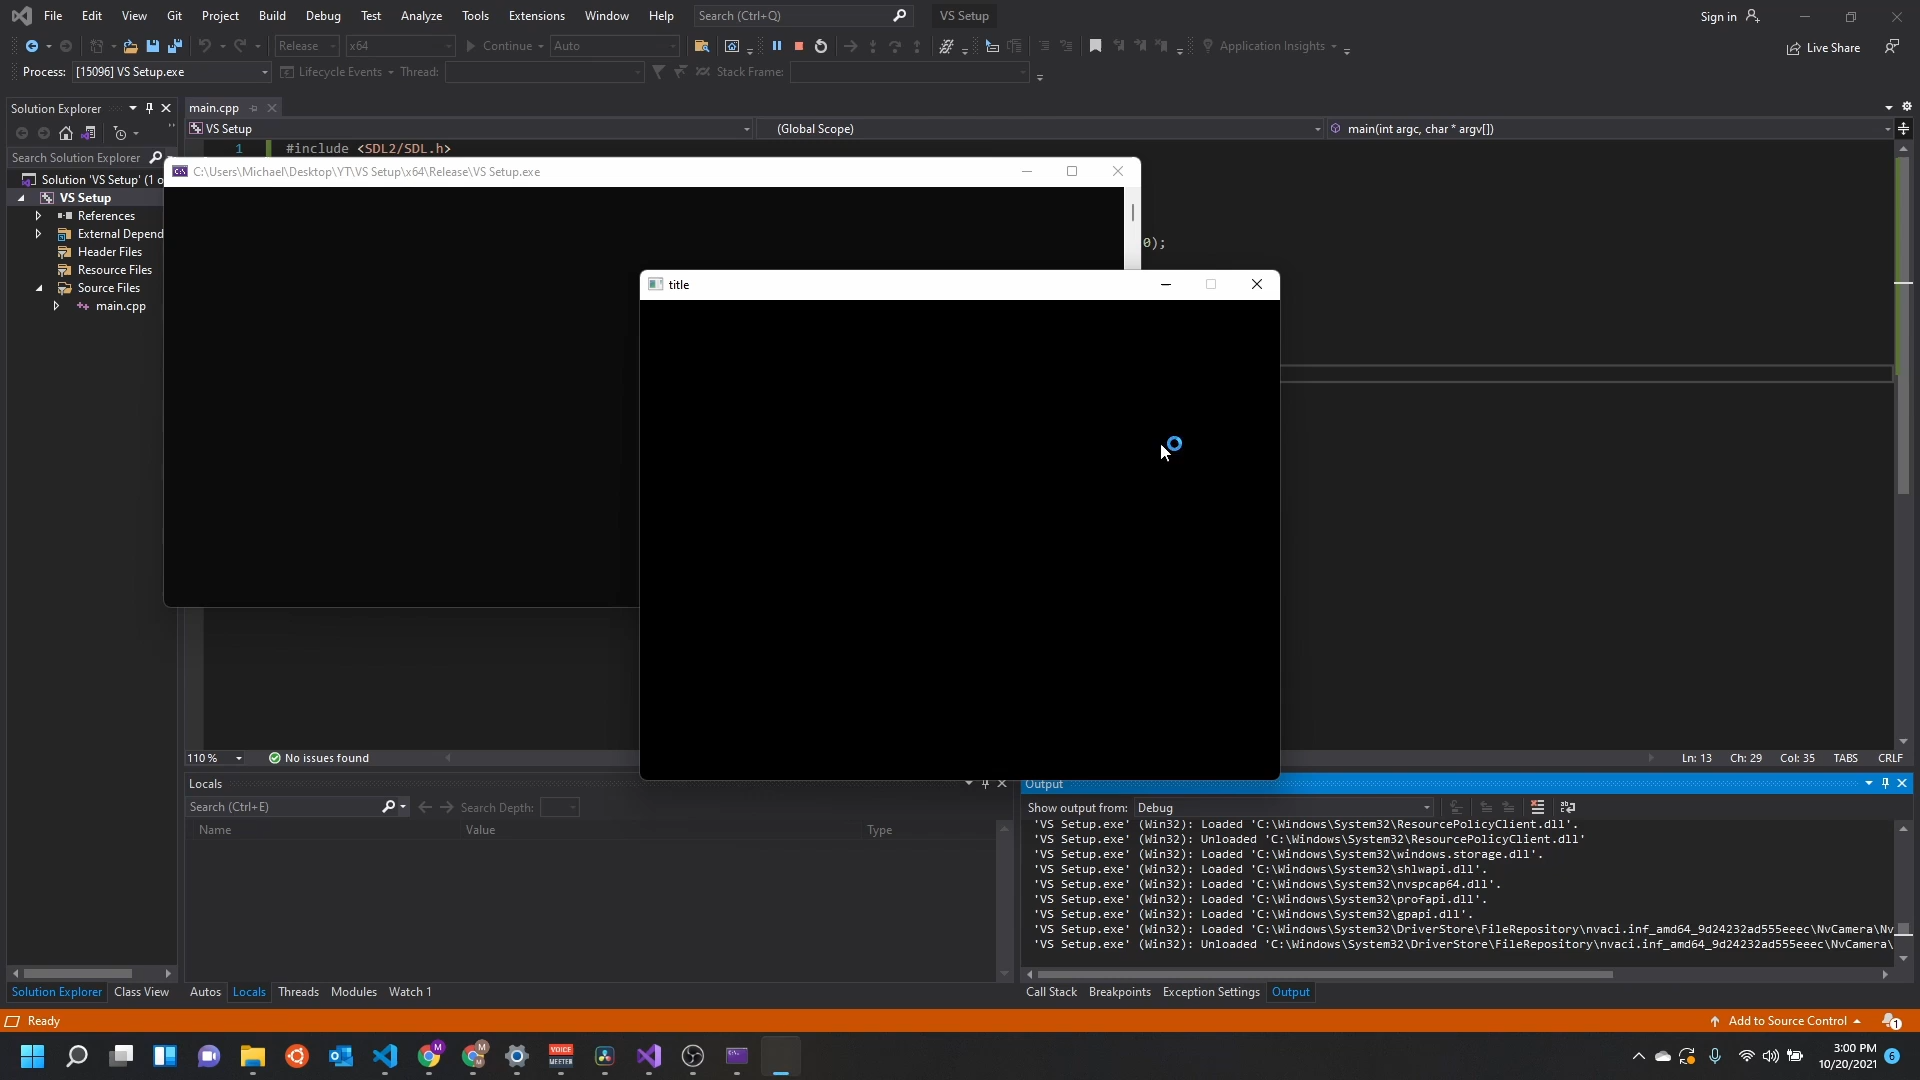 File Edit View Git Project Build Debug Test Analyze Tools Extensions Window Help Search (Ctrl+Q) VS Setup Sign in
Release x64 Continue Auto Application Insights Live Share
Process: [15096] VS Setup.exe Lifecycle Events Thread: Stack Frame:
Solution Explorer
main.cpp
VS Setup (Global Scope) main(int argc, char * argv[])
1 #include <SDL2/SDL.h>
Search Solution Explorer
C:\Users\Michael\Desktop\YT\VS Setup\x64\Release\VS Setup.exe
Solution 'VS Setup' (1 o
VS Setup
References
External Depend
Header Files
Resource Files
Source Files
main.cpp
0);
title
110 % No issues found Ln: 13 Ch: 29 Col: 35 TABS CRLF
Locals
Search (Ctrl+E) Search Depth:
Name Value Type
Output
Show output from: Debug
'VS Setup.exe' (Win32): Loaded 'C:\Windows\System32\ResourcePolicyClient.dll'.
'VS Setup.exe' (Win32): Unloaded 'C:\Windows\System32\ResourcePolicyClient.dll'
'VS Setup.exe' (Win32): Loaded 'C:\Windows\System32\windows.storage.dll'.
'VS Setup.exe' (Win32): Loaded 'C:\Windows\System32\shlwapi.dll'.
'VS Setup.exe' (Win32): Loaded 'C:\Windows\System32\nvspcap64.dll'.
'VS Setup.exe' (Win32): Loaded 'C:\Windows\System32\profapi.dll'.
'VS Setup.exe' (Win32): Loaded 'C:\Windows\System32\gpapi.dll'.
'VS Setup.exe' (Win32): Loaded 'C:\Windows\System32\DriverStore\FileRepository\nvaci.inf_amd64_9d24232ad555eeec\NvCamera\Nv
'VS Setup.exe' (Win32): Unloaded 'C:\Windows\System32\DriverStore\FileRepository\nvaci.inf_amd64_9d24232ad555eeec\NvCamera\
Solution Explorer Class View Autos Locals Threads Modules Watch 1 Call Stack Breakpoints Exception Settings Output
Ready Add to Source Control 1
M
VOICE
MEETER
3:00 PM
10/20/2021 6